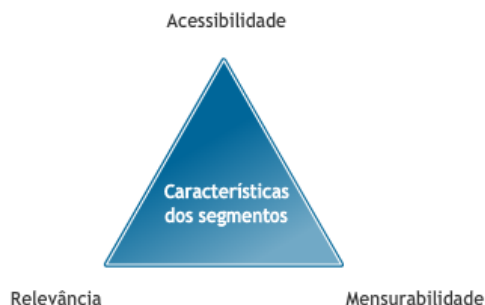 Acessibilidade
Características
dos segmentos
Relevância
Mensurabilidade